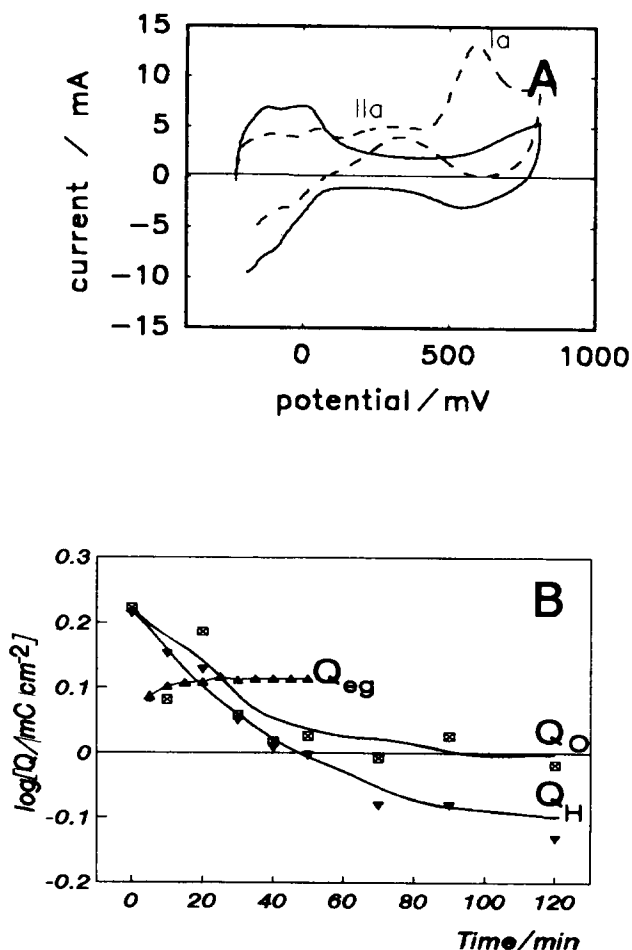 15
10
5
0
−5
−10
−15
current / mA
Ia
IIa
A
0
500
1000
potential / mV
0.3
0.2
0.1
0
-0.1
-0.2
log[Q/[mC cm⁻²]
B
Qeg
QO
QH
0
20
40
60
80
100
120
Time/min